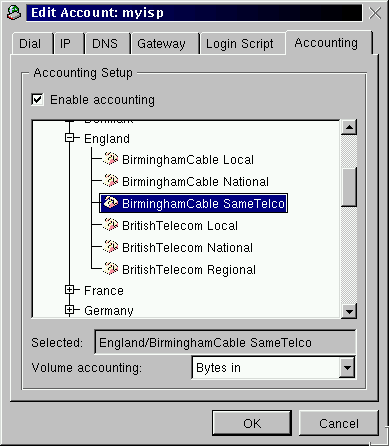 Edit Account: myisp
Dial IP DNS Gateway Login Script Accounting
Accounting Setup
Enable accounting
Denmark
England
BirminghamCable Local
BirminghamCable National
BirminghamCable SameTelco
BritishTelecom Local
BritishTelecom National
BritishTelecom Regional
France
Germany
Selected: England/BirminghamCable SameTelco
Volume accounting: Bytes in
OK Cancel